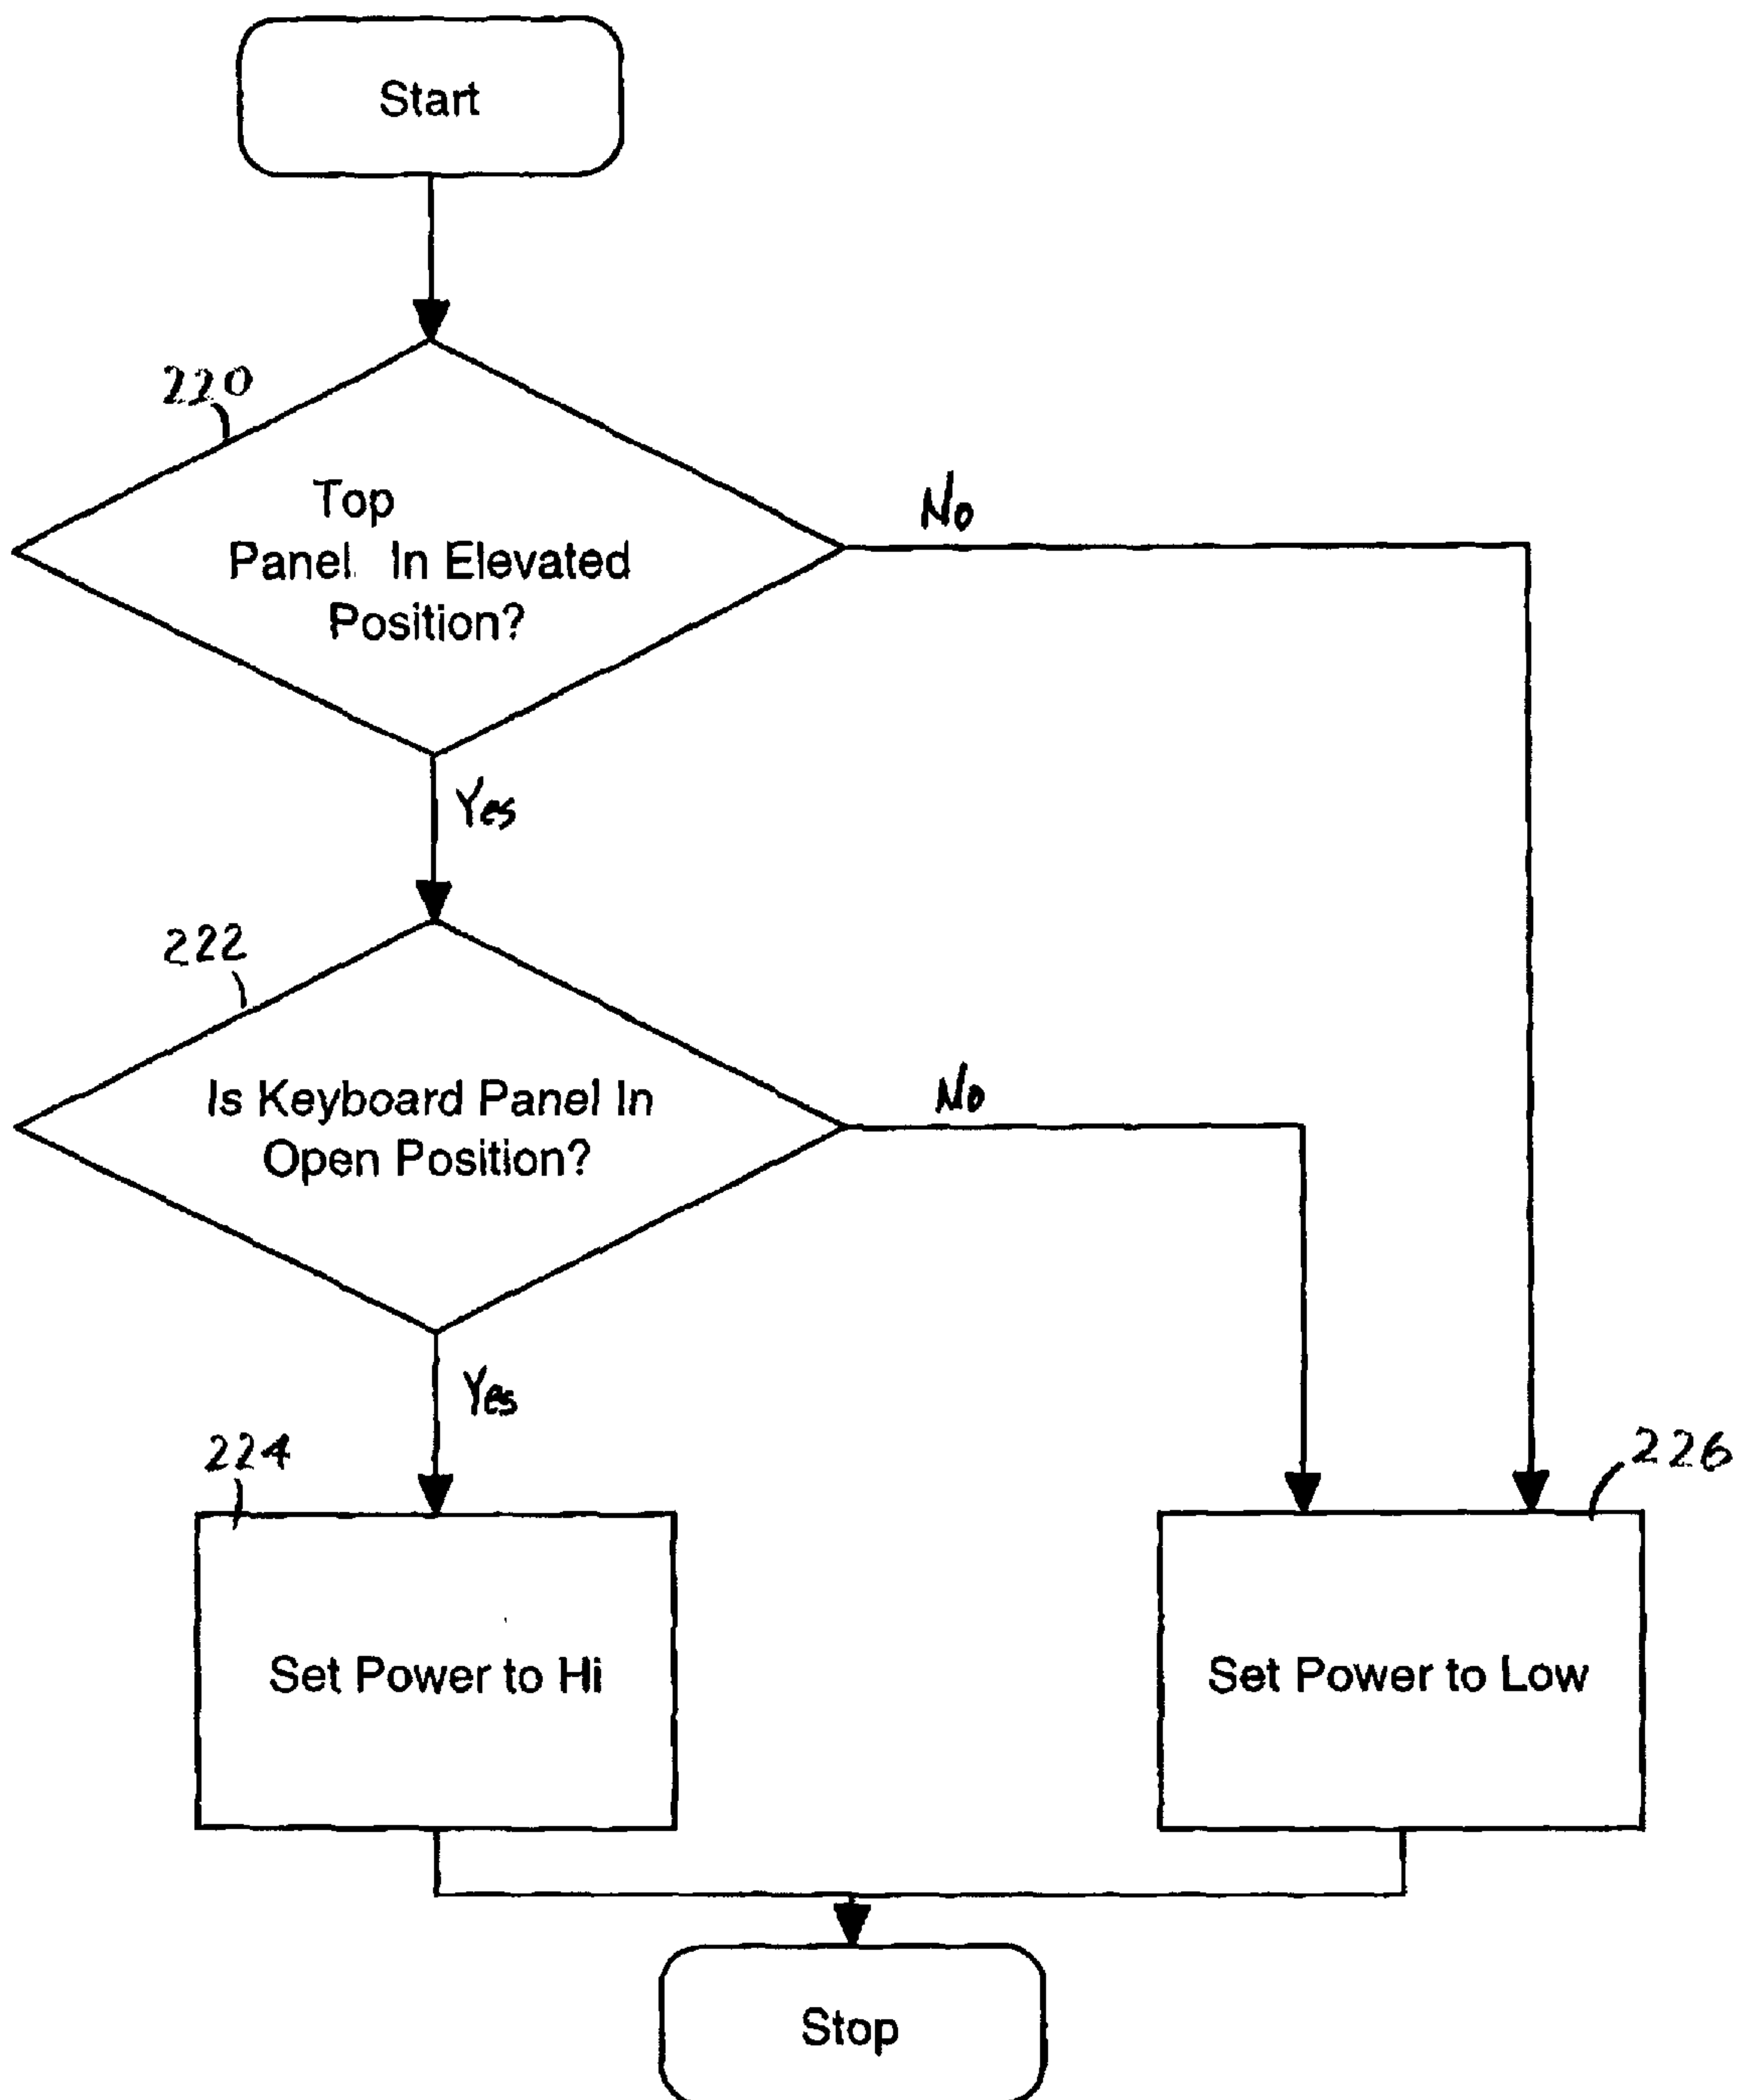 Start
220
Top
Panel In Elevated
Position?
No
Yes
222
Is Keyboard Panel In
Open Position?
No
Yes
224
226
Set Power to Hi
Set Power to Low
Stop